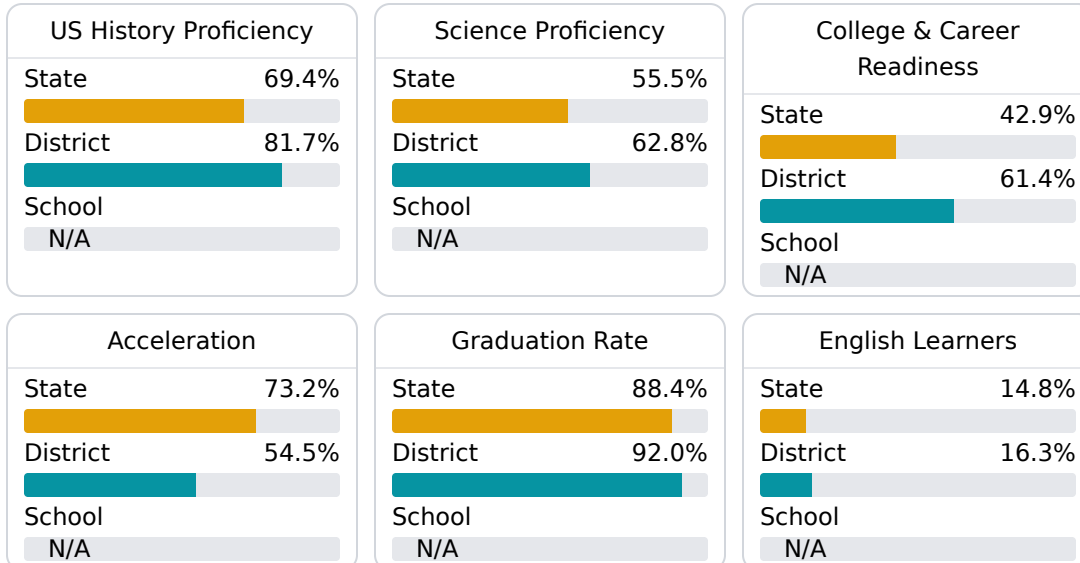 US History Proficiency
State 69.4%
District 81.7%
School
N/A
Science Proficiency
State 55.5%
District 62.8%
School
N/A
College & Career
Readiness
State 42.9%
District 61.4%
School
N/A
Acceleration
State 73.2%
District 54.5%
School
N/A
Graduation Rate
State 88.4%
District 92.0%
School
N/A
English Learners
State 14.8%
District 16.3%
School
N/A